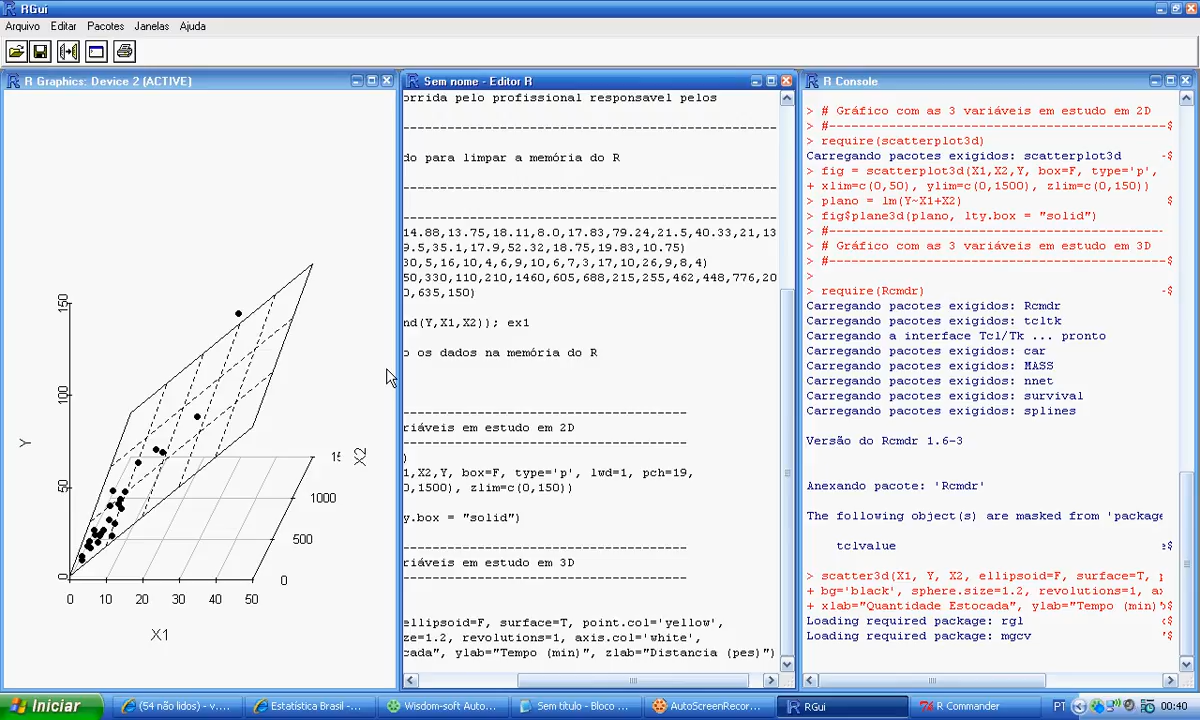 RGui
Arquivo Editar Pacotes Janelas Ajuda
R Graphics: Device 2 (ACTIVE)
150
100
50
0
Y
0 10 20 30 40 50
X1
0
500
1000
15
X2
Sem nome - Editor R
orrida pelo profissional responsavel pelos
------------------------------------------------
do para limpar a memória do R
------------------------------------------------
------------------------------------------------
14.88,13.75,18.11,8.0,17.83,79.24,21.5,40.33,21,13
9.5,35.1,17.9,52.32,18.75,19.83,10.75)
30,5,16,10,4,6,9,10,6,7,3,17,10,26,9,8,4)
50,330,110,210,1460,605,688,215,255,462,448,776,20
0,635,150)
nd(Y,X1,X2)); ex1
o os dados na memória do R
------------------------------------
riáveis em estudo em 2D
------------------------------------
)
1,X2,Y, box=F, type='p', lwd=1, pch=19,
0,1500), zlim=c(0,150))
y.box = "solid")
------------------------------------
riáveis em estudo em 3D
------------------------------------
ellipsoid=F, surface=T, point.col='yellow',
ze=1.2, revolutions=1, axis.col='white',
cada", ylab="Tempo (min)", zlab="Distancia (pes)")
R Console
> # Gráfico com as 3 variáveis em estudo em 2D
> #---------------------------------------------$
> require(scatterplot3d)
Carregando pacotes exigidos: scatterplot3d -$
> fig = scatterplot3d(X1,X2,Y, box=F, type='p',
+ xlim=c(0,50), ylim=c(0,1500), zlim=c(0,150))
> plano = lm(Y~X1+X2) $
> fig$plane3d(plano, lty.box = "solid")
> #---------------------------------------------
> # Gráfico com as 3 variáveis em estudo em 3D
> #---------------------------------------------$
>
> require(Rcmdr) -$
Carregando pacotes exigidos: Rcmdr
Carregando pacotes exigidos: tcltk
Carregando a interface Tcl/Tk ... pronto
Carregando pacotes exigidos: car
Carregando pacotes exigidos: MASS
Carregando pacotes exigidos: nnet
Carregando pacotes exigidos: survival
Carregando pacotes exigidos: splines
Versão do Rcmdr 1.6-3
Anexando pacote: 'Rcmdr'
The following object(s) are masked from 'package
tclvalue
> scatter3d(X1, Y, X2, ellipsoid=F, surface=T, p
+ bg='black', sphere.size=1.2, revolutions=1, ax
+ xlab="Quantidade Estocada", ylab="Tempo (min)"
Loading required package: rgl
Loading required package: mgcv
Iniciar
(54 não lidos) - v...
Estatística Brasil -...
Wisdom-soft Auto...
Sem título - Bloco ...
AutoScreenRecor...
RGui
R Commander
PT
00:40